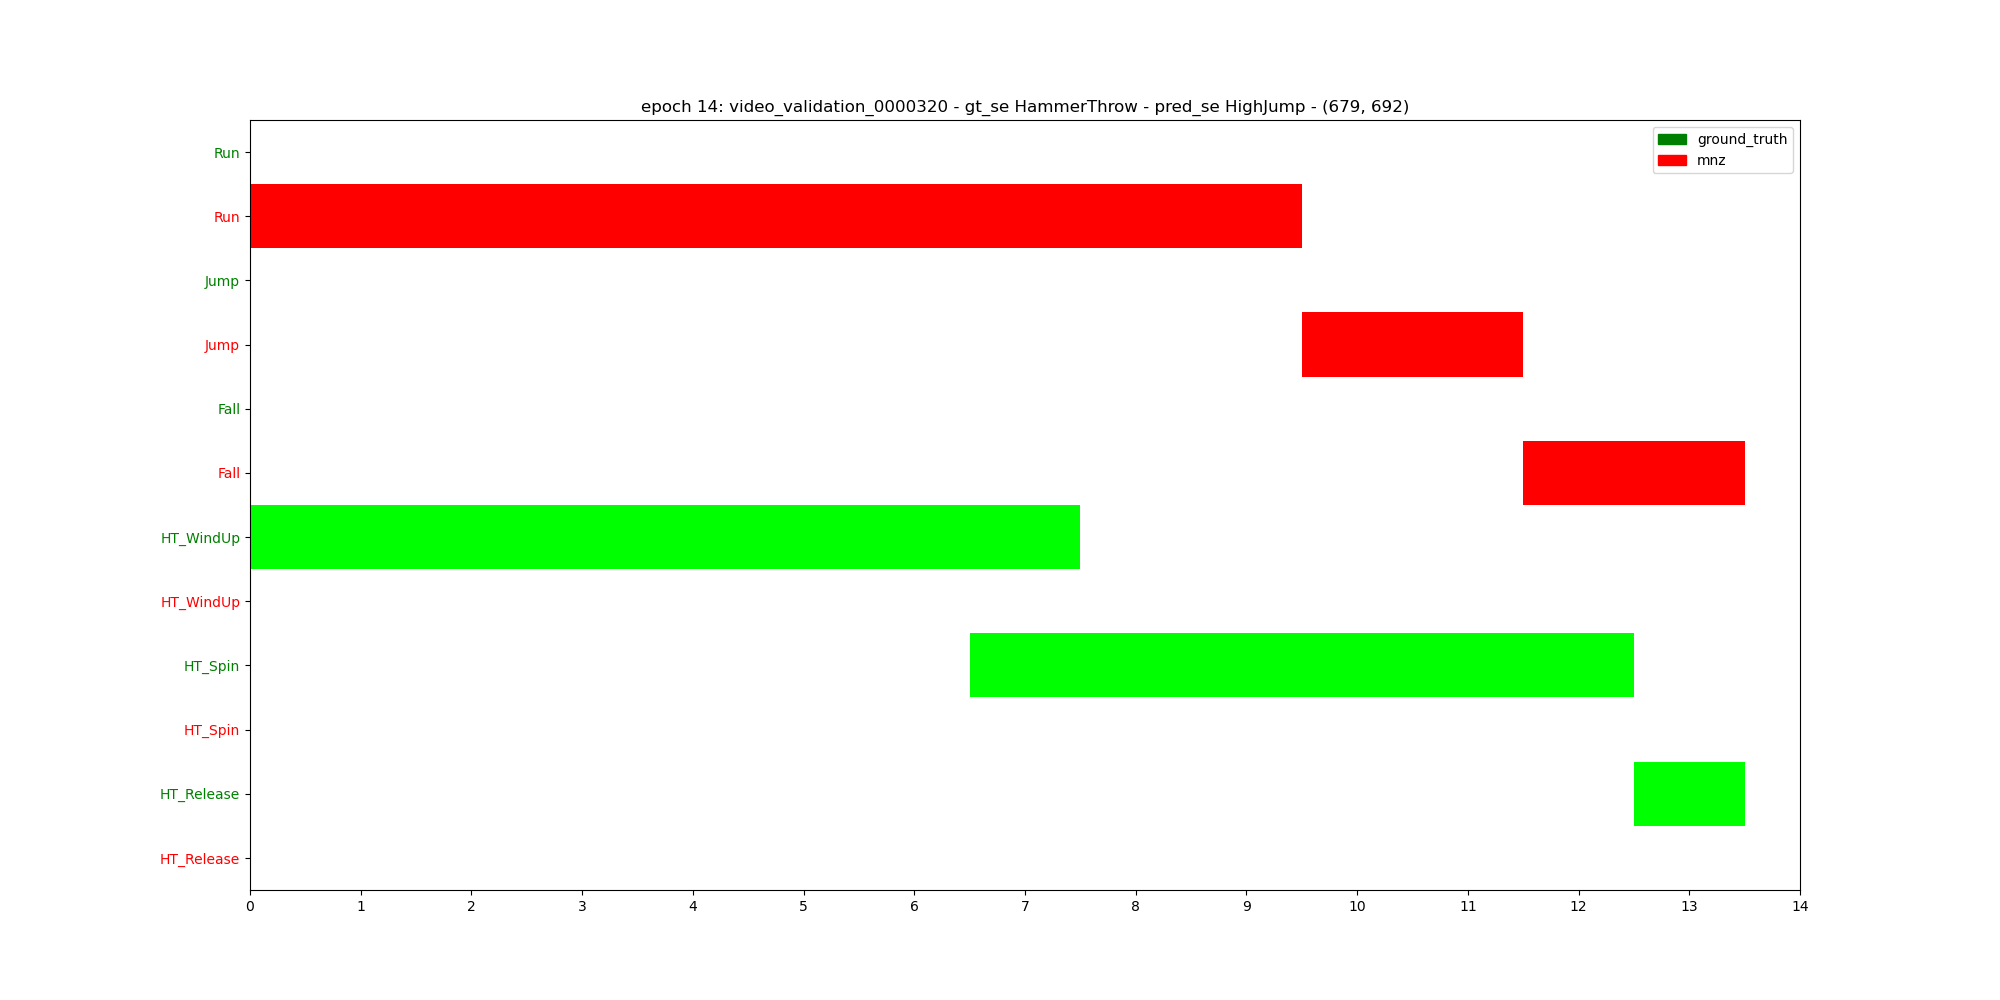 epoch 14: video_validation_0000320 - gt_se HammerThrow - pred_se HighJump - (679, 692)
ground_truth
mnz
Run
Run
Jump
Jump
Fall
Fall
HT_WindUp
HT_WindUp
HT_Spin
HT_Spin
HT_Release
HT_Release
0 1 2 3 4 5 6 7 8 9 10 11 12 13 14